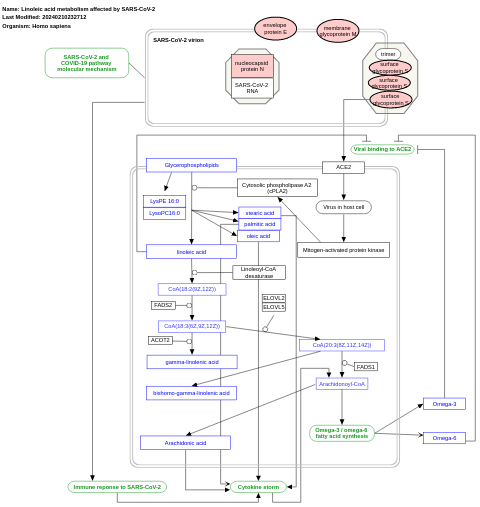 Name: Linoleic acid metabolism affected by SARS-CoV-2
Last Modified: 20240210232712
Organism: Homo sapiens
envelope
protein E
membrane
glycoprotein M
SARS-CoV-2 virion
SARS-CoV-2 and
COVID-19 pathway
molecular mechanism
nucleocapsid
protein N
SARS-CoV-2
RNA
trimer
surface
glycoprotein S
surface
glycoprotein S
surface
glycoprotein S
Viral binding to ACE2
Glycerophospholipids
ACE2
Cytosolic phospholipase A2
(cPLA2)
LysPE 16:0
LysoPC16:0
stearic acid
palmitic acid
oleic acid
Virus in host cell
linoleic acid
Mitogen-activated protein kinase
Linoleoyl-CoA
desaturase
CoA(18:2(9Z,12Z))
FADS2
ELOVL2
ELOVL5
CoA(18:3(6Z,9Z,12Z))
ACOT2
CoA(20:3(8Z,11Z,14Z))
gamma-linolenic acid
FADS1
Arachidonoyl-CoA
bishomo-gamma-linolenic acid
Omega-3
Omega-3 / omega-6
fatty acid synthesis
Omega-6
Arachidonic acid
Immune reponse to SARS-CoV-2
Cytokine storm